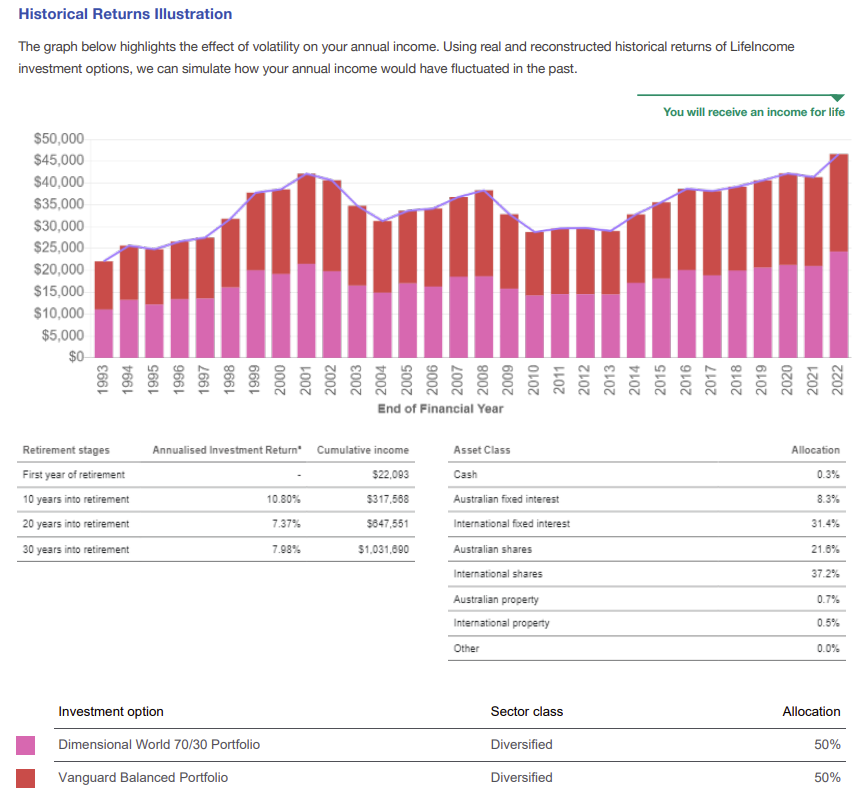 Historical Returns Illustration
The graph below highlights the effect of volatility on your annual income. Using real and reconstructed historical returns of LifeIncome
investment options, we can simulate how your annual income would have fluctuated in the past.
You will receive an income for life
$50,000
$45,000
$40,000
$35,000
$30,000
$25,000
$20,000
$15,000
$10,000
$5,000
$0
1993 1994 1995 1996 1997 1998 1999 2000 2001 2002 2003 2004 2005 2006 2007 2008 2009 2010 2011 2012 2013 2014 2015 2016 2017 2018 2019 2020 2021 2022
End of Financial Year
Retirement stages Annualised Investment Return* Cumulative income
First year of retirement - $22,093
10 years into retirement 10.80% $317,568
20 years into retirement 7.37% $647,551
30 years into retirement 7.98% $1,031,690
Asset Class Allocation
Cash 0.3%
Australian fixed interest 8.3%
International fixed interest 31.4%
Australian shares 21.6%
International shares 37.2%
Australian property 0.7%
International property 0.5%
Other 0.0%
Investment option Sector class Allocation
Dimensional World 70/30 Portfolio Diversified 50%
Vanguard Balanced Portfolio Diversified 50%